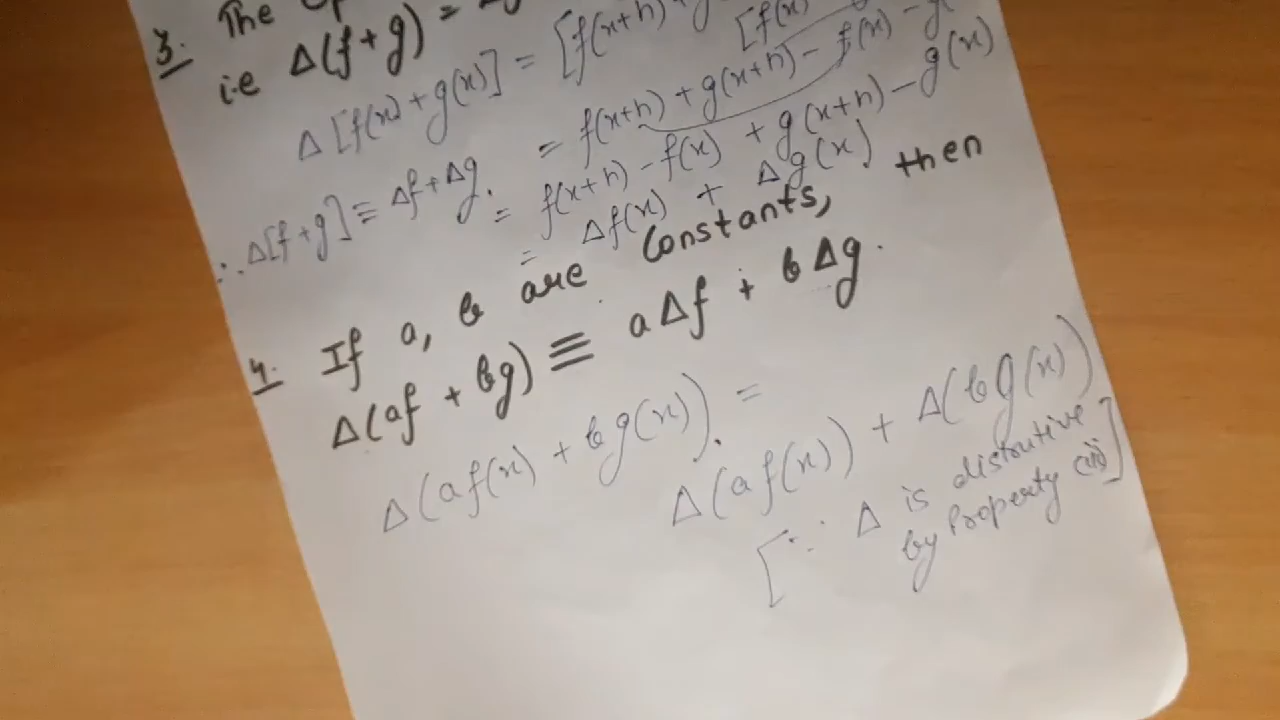 3. The
i.e Δ(f+g) =
Δ[f(x)+g(x)] = [f(x+h)
[f(x)
= f(x+h) + g(x+h) - f(x) - g(
= f(x+h) - f(x) + g(x+h) - g(x)
∴ Δ[f+g] ≡ Δf + Δg.
= Δf(x) + Δg(x)
4. If a, b are Constants, then
Δ(af + bg) ≡ aΔf + bΔg.
Δ(af(x) + bg(x)). =
Δ(af(x)) + Δ(bg(x))
[∵ Δ is distrutive
by Property (iii)]